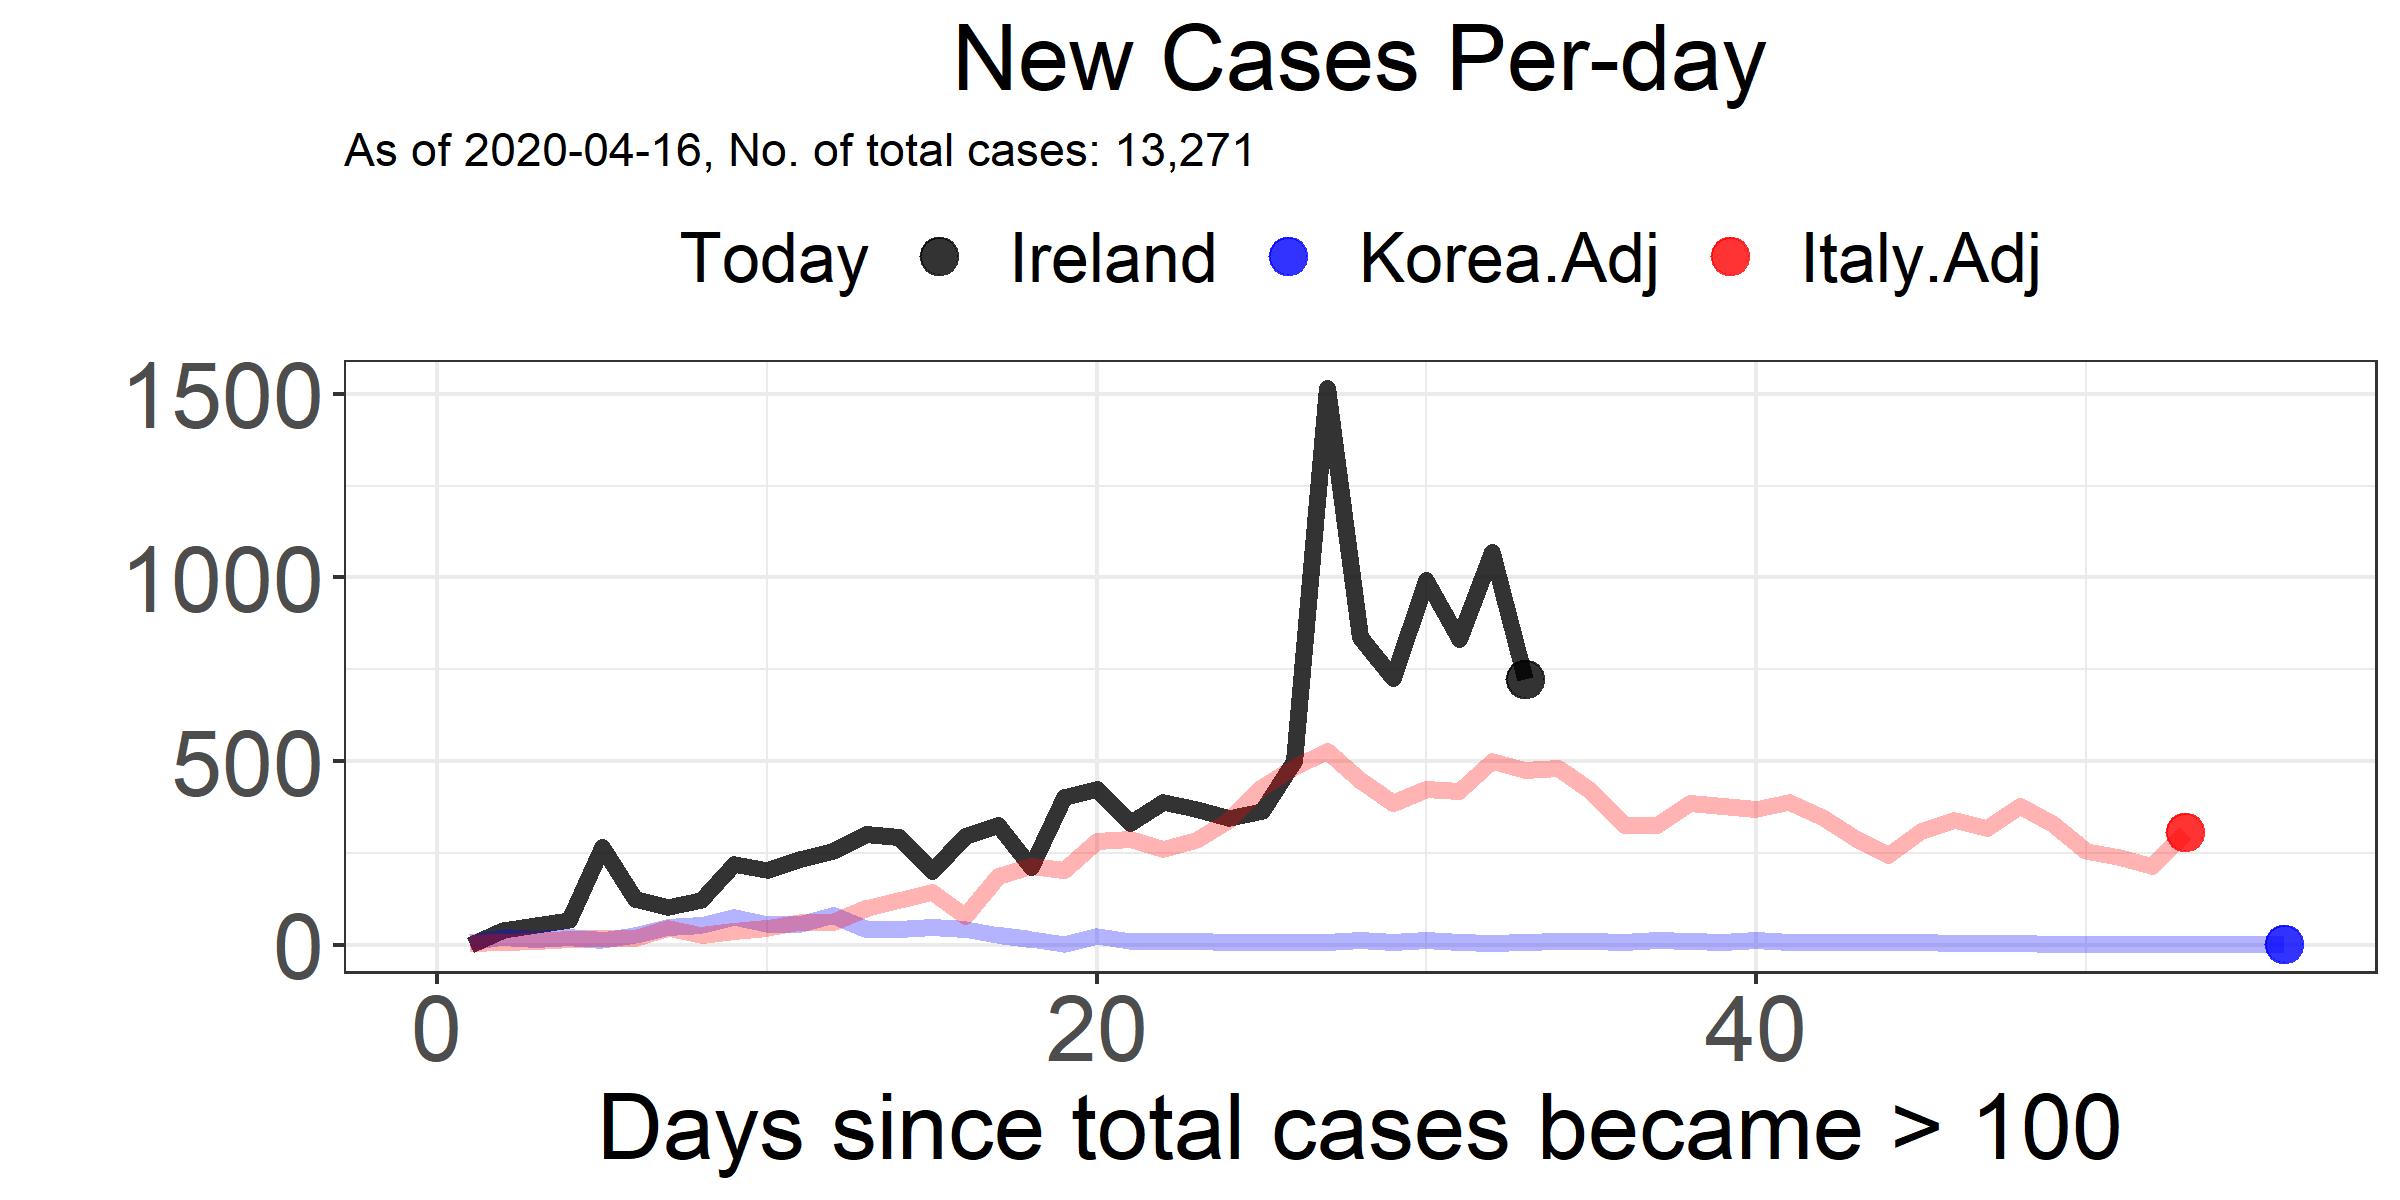 New Cases Per-day
As of 2020-04-16, No. of total cases: 13,271
Today Ireland Korea.Adj Italy.Adj
1500
1000
500
0
0 20 40
Days since total cases became > 100